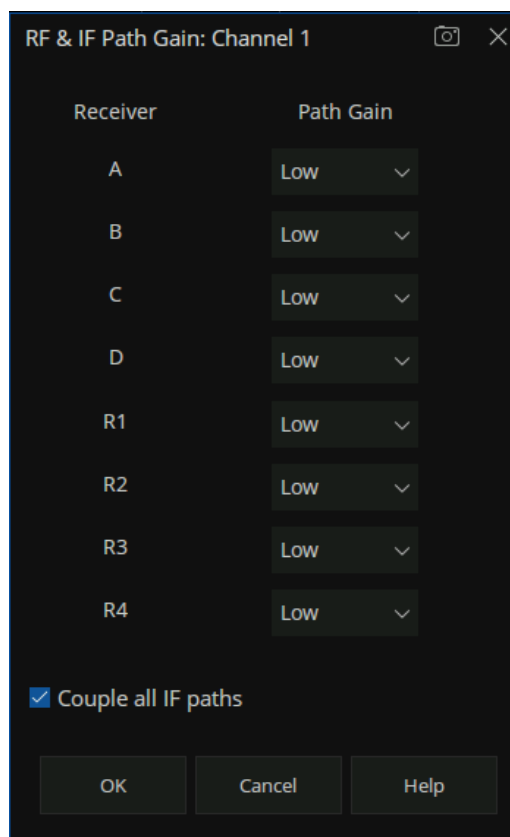 RF & IF Path Gain: Channel 1
Receiver Path Gain
A Low
B Low
C Low
D Low
R1 Low
R2 Low
R3 Low
R4 Low
Couple all IF paths
OK Cancel Help